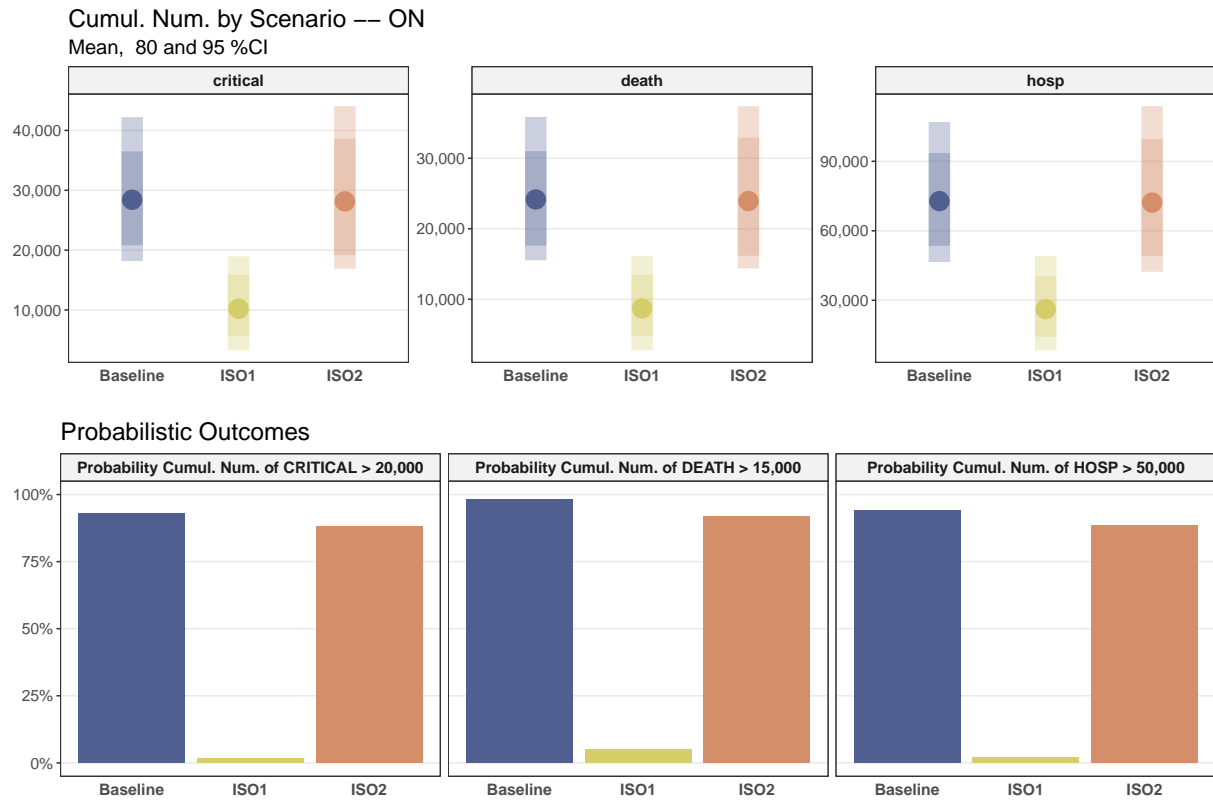 Cumul. Num. by Scenario −− ON
Mean, 80 and 95 %CI
critical
death
hosp
40,000
30,000
20,000
10,000
30,000
20,000
10,000
90,000
60,000
30,000
Baseline ISO1 ISO2
Baseline ISO1 ISO2
Baseline ISO1 ISO2
Probabilistic Outcomes
Probability Cumul. Num. of CRITICAL > 20,000
Probability Cumul. Num. of DEATH > 15,000
Probability Cumul. Num. of HOSP > 50,000
100%
75%
50%
25%
0%
Baseline ISO1 ISO2
Baseline ISO1 ISO2
Baseline ISO1 ISO2